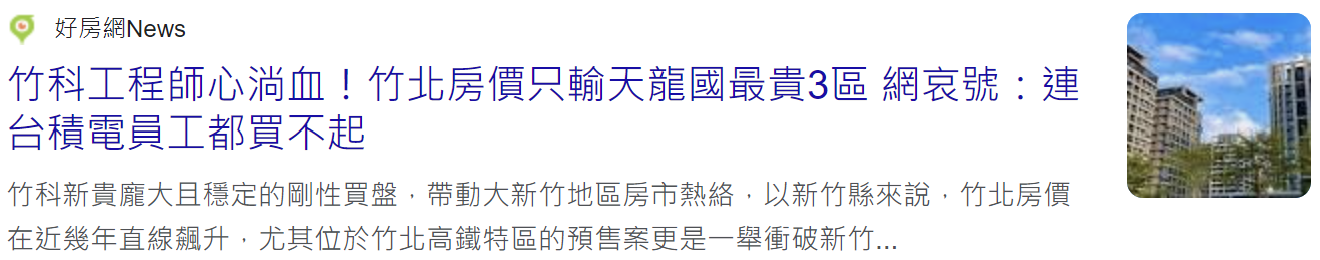 好房網News
竹科工程師心淌血！竹北房價只輸天龍國最貴3區 網哀號：連
台積電員工都買不起
竹科新貴龐大且穩定的剛性買盤，帶動大新竹地區房市熱絡，以新竹縣來說，竹北房價
在近幾年直線飆升，尤其位於竹北高鐵特區的預售案更是一舉衝破新竹...